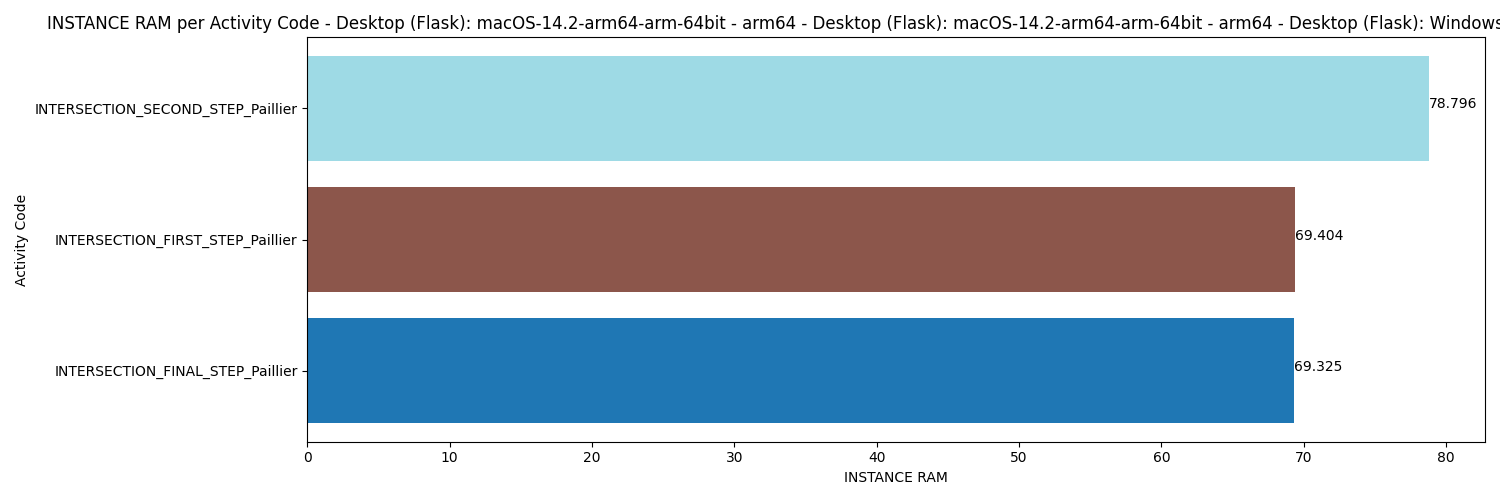 INSTANCE RAM per Activity Code - Desktop (Flask): macOS-14.2-arm64-arm-64bit - arm64 - Desktop (Flask): macOS-14.2-arm64-arm-64bit - arm64 - Desktop (Flask): Windows
INTERSECTION_SECOND_STEP_Paillier
78.796
INTERSECTION_FIRST_STEP_Paillier
69.404
INTERSECTION_FINAL_STEP_Paillier
69.325
Activity Code
0 10 20 30 40 50 60 70 80
INSTANCE RAM